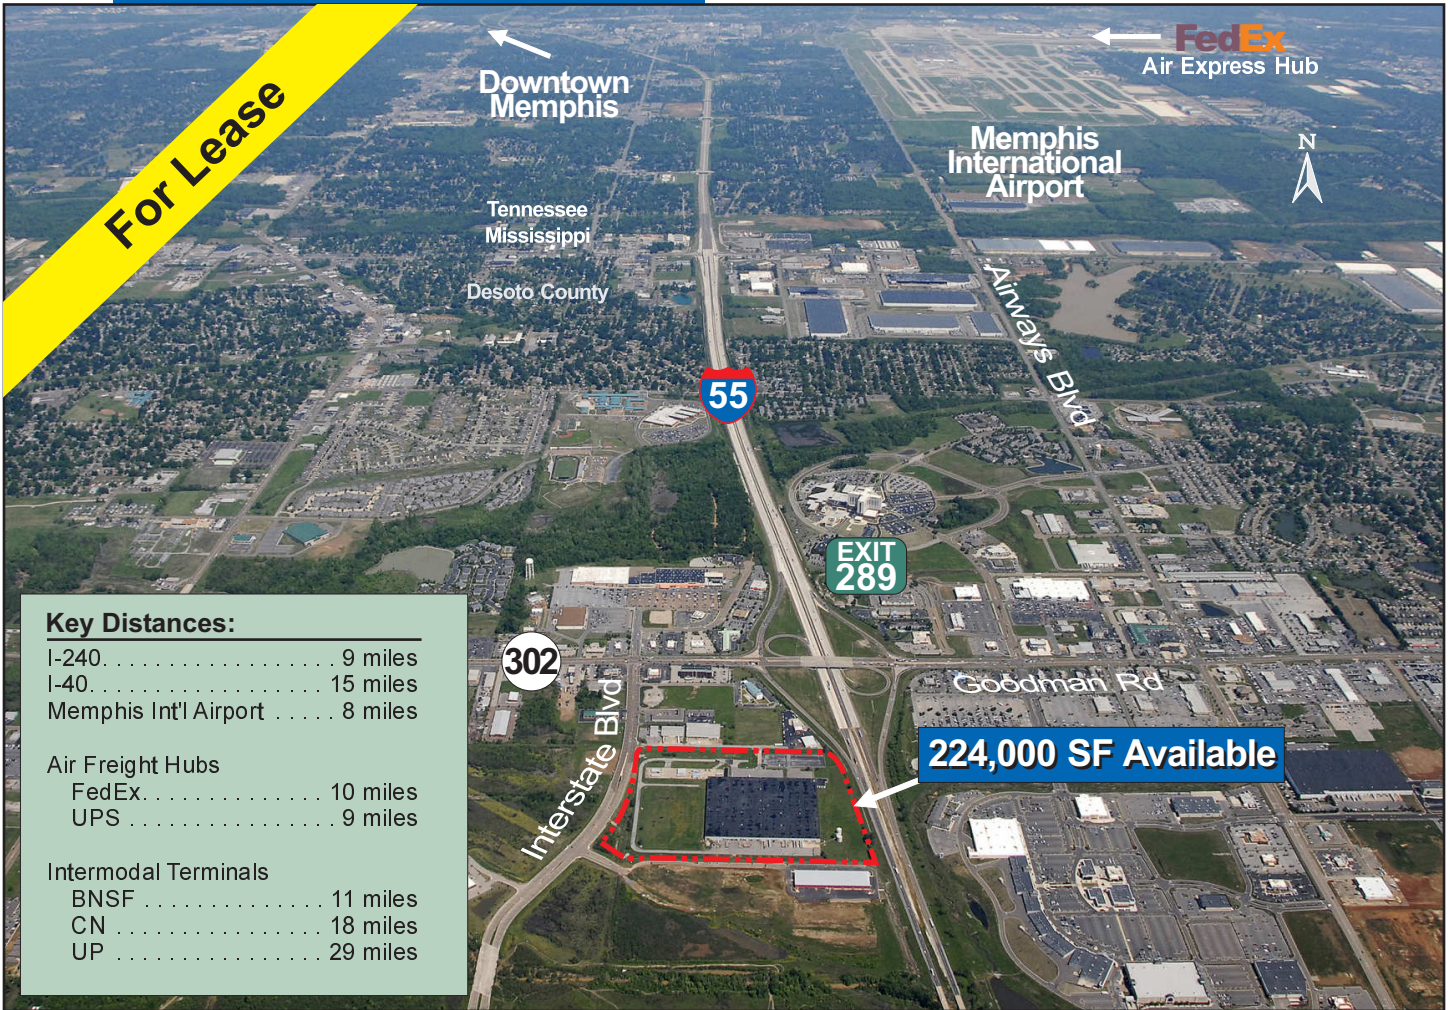 For Lease
Downtown
Memphis
FedEx
Air Express Hub
Memphis
International
Airport
N
Tennessee
Mississippi
Desoto County
Airways Blvd
55
EXIT
289
302
Goodman Rd
Interstate Blvd
224,000 SF Available
Key Distances:
I-240. . . . . . . . . . . . . . . . . . 9 miles
I-40. . . . . . . . . . . . . . . . . . 15 miles
Memphis Int'l Airport . . . . . 8 miles
Air Freight Hubs
FedEx. . . . . . . . . . . . . . 10 miles
UPS . . . . . . . . . . . . . . . 9 miles
Intermodal Terminals
BNSF . . . . . . . . . . . . . . 11 miles
CN . . . . . . . . . . . . . . . . 18 miles
UP . . . . . . . . . . . . . . . . 29 miles